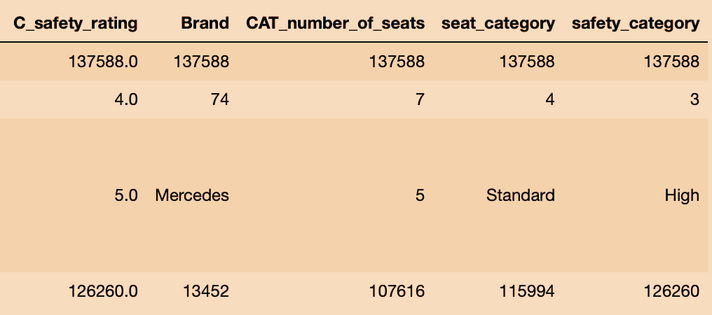 C_safety_rating Brand CAT_number_of_seats seat_category safety_category
137588.0 137588 137588 137588 137588
4.0 74 7 4 3
5.0 Mercedes 5 Standard High
126260.0 13452 107616 115994 126260